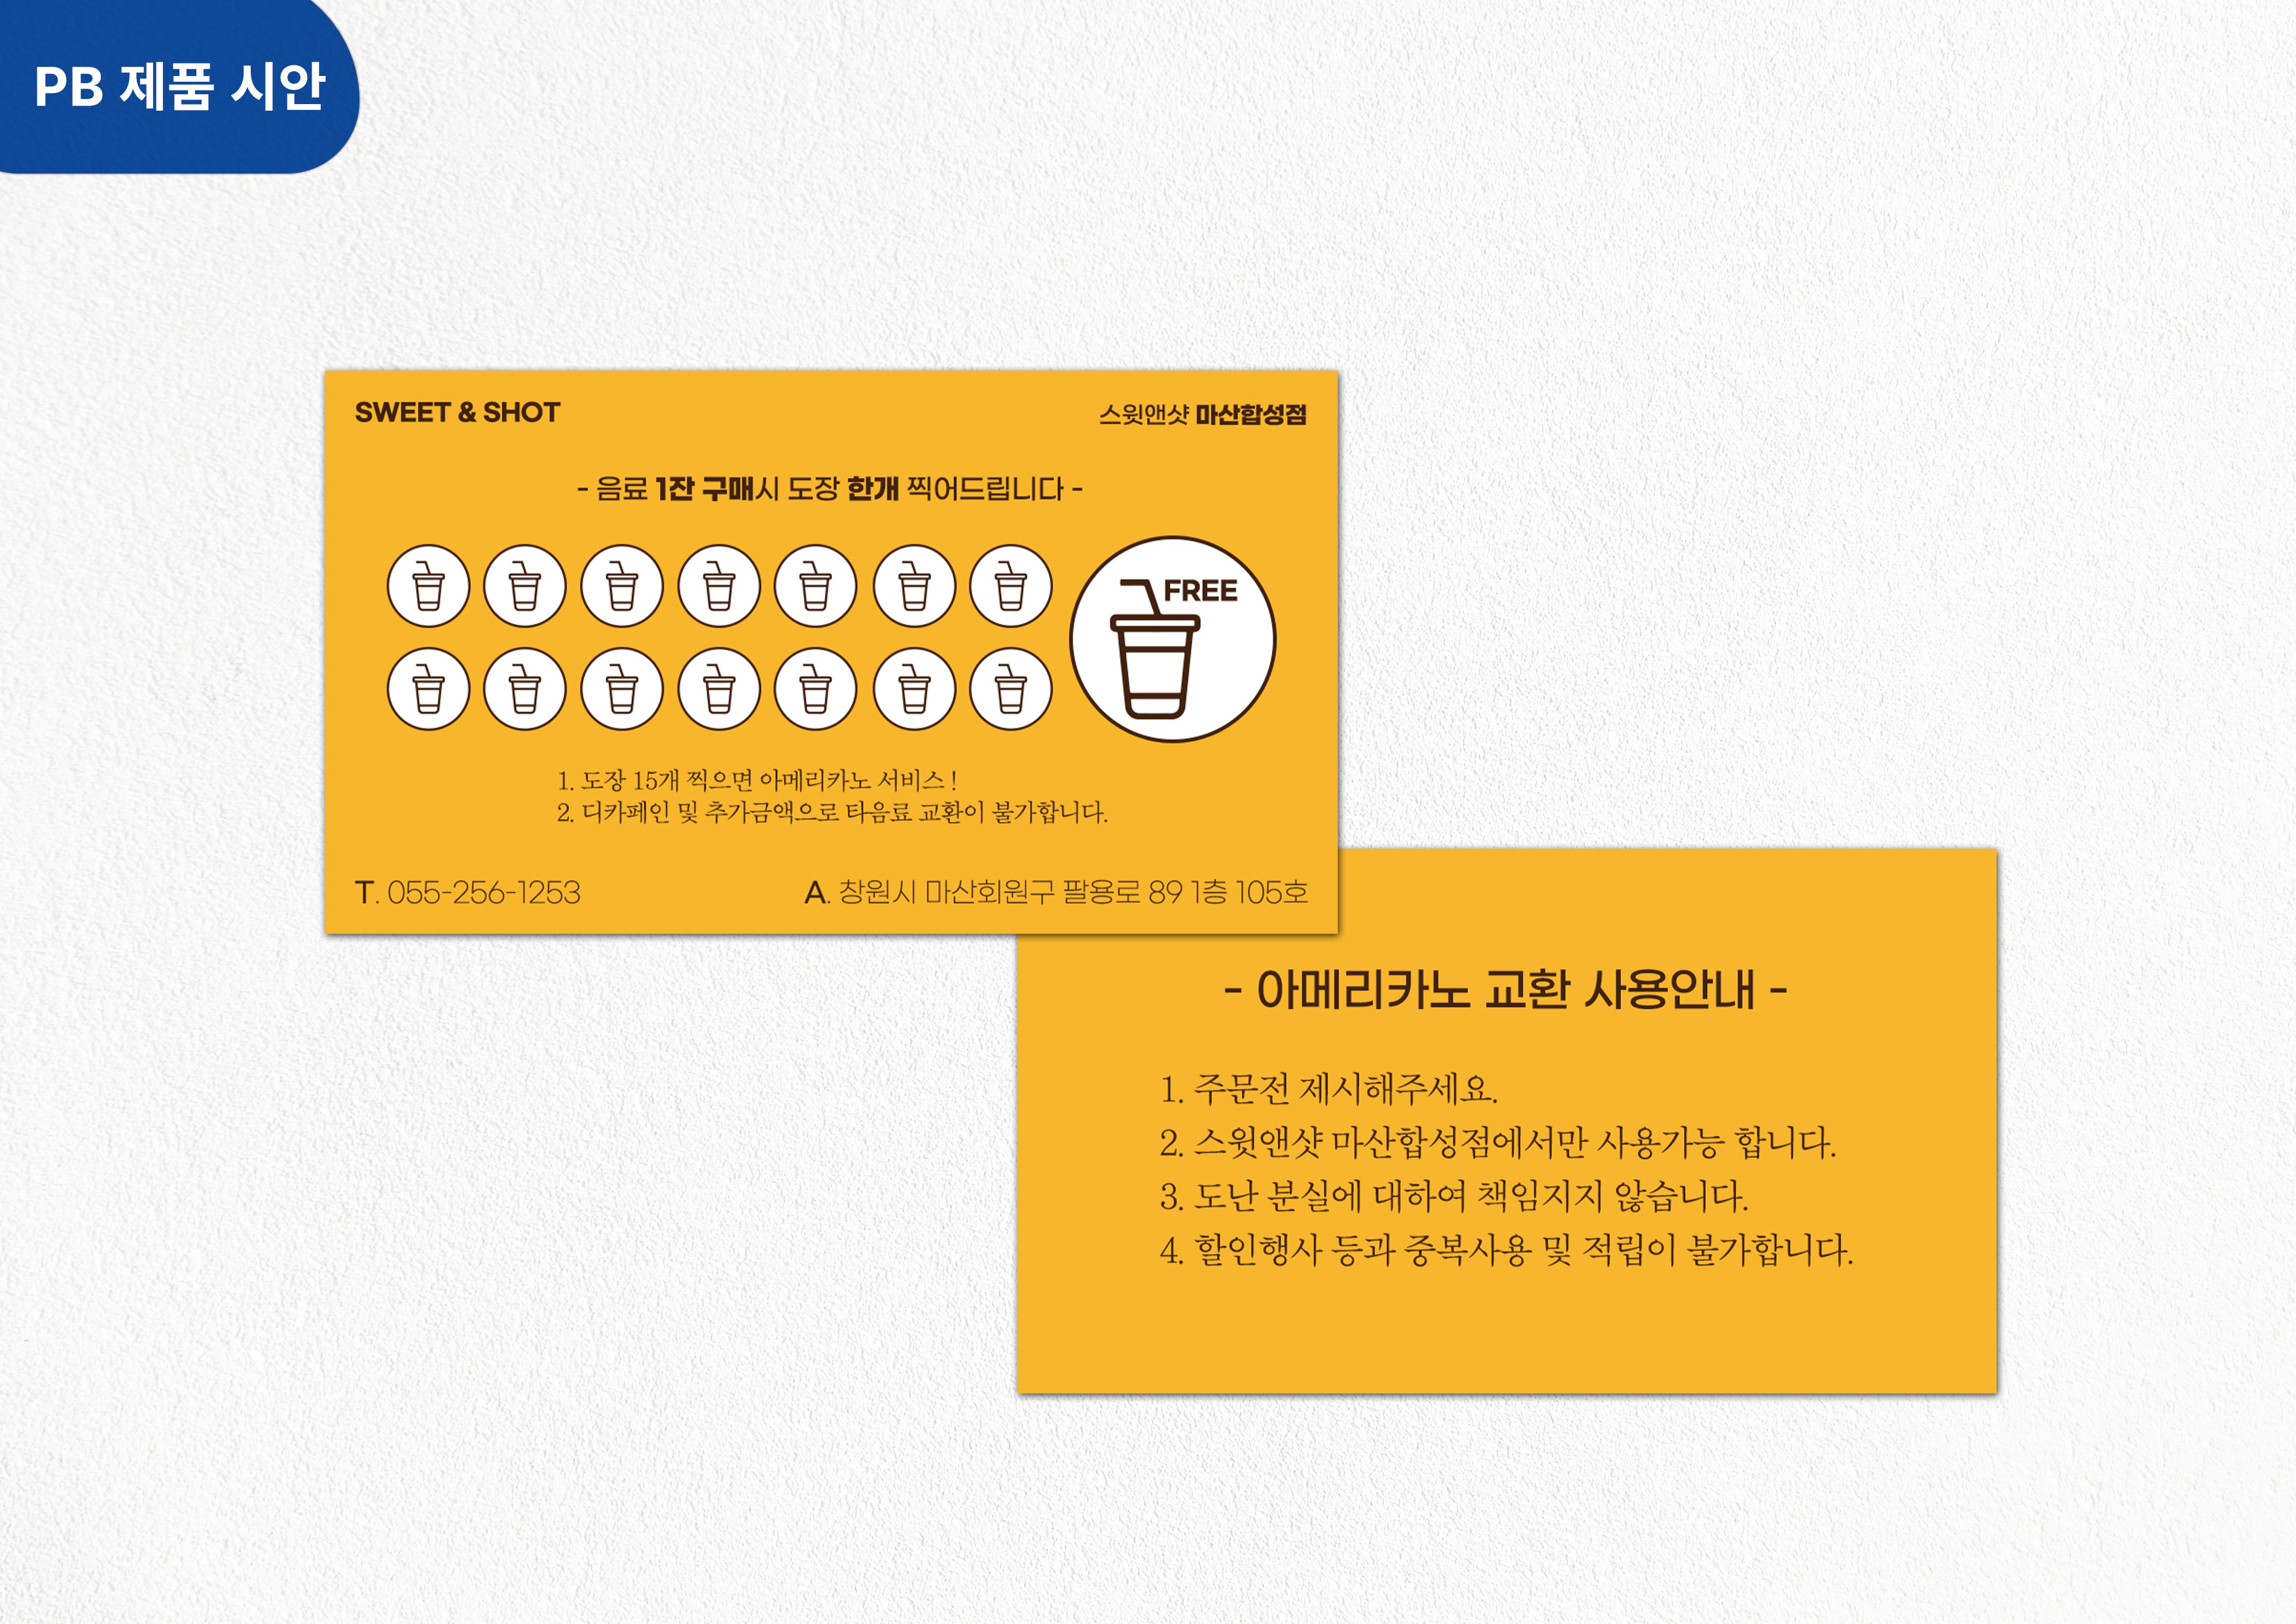 PB 제품 시안
SWEET & SHOT
스윗앤샷 마산합성점
- 음료 1잔 구매시 도장 한개 찍어드립니다 -
FREE
1. 도장 15개 찍으면 아메리카노 서비스 !
2. 디카페인 및 추가금액으로 타음료 교환이 불가합니다.
T. 055-256-1253
A. 창원시 마산회원구 팔용로 89 1층 105호
- 아메리카노 교환 사용안내 -
1. 주문전 제시해주세요.
2. 스윗앤샷 마산합성점에서만 사용가능 합니다.
3. 도난 분실에 대하여 책임지지 않습니다.
4. 할인행사 등과 중복사용 및 적립이 불가합니다.